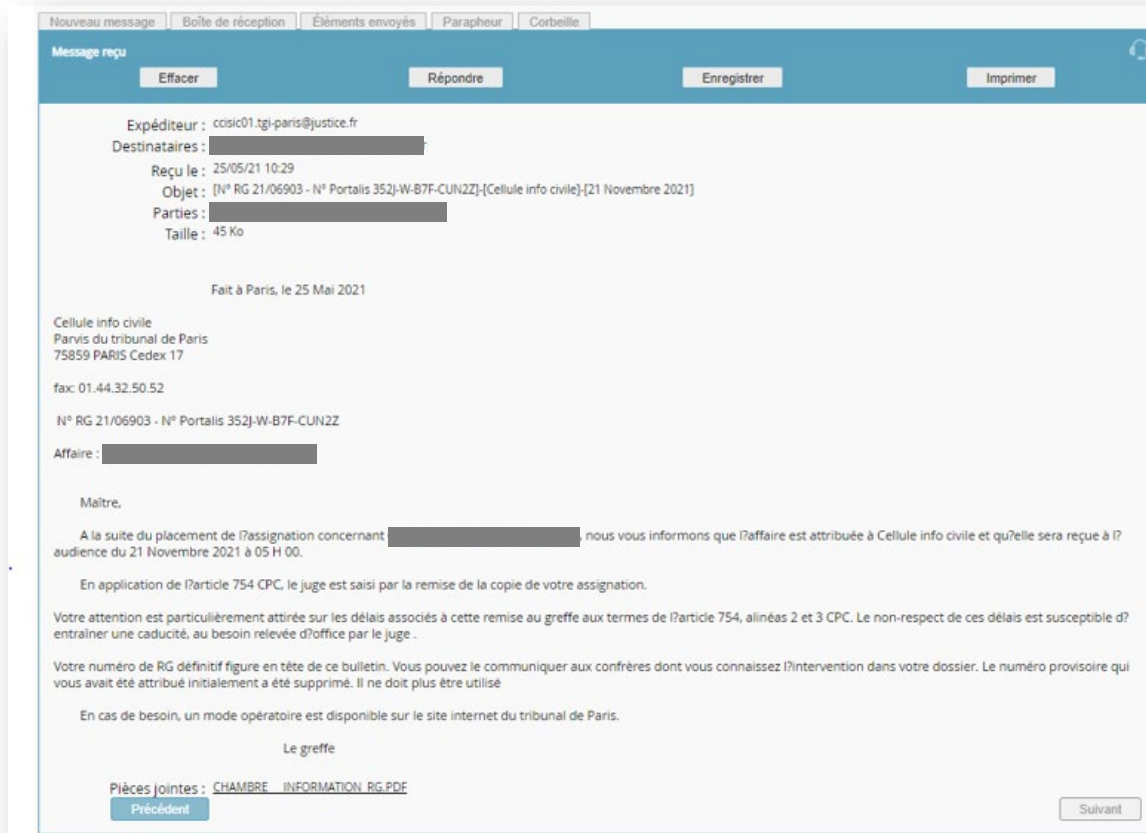 Nouveau message Boîte de réception Éléments envoyés Parapheur Corbeille
Message reçu
Effacer Répondre Enregistrer Imprimer
Expéditeur : ccisic01.tgi-paris@justice.fr
Destinataires :
Reçu le : 25/05/21 10:29
Objet : [N° RG 21/06903 - N° Portalis 352J-W-B7F-CUN2Z]-[Cellule info civile]-[21 Novembre 2021]
Parties :
Taille : 45 Ko
Fait à Paris, le 25 Mai 2021
Cellule info civile
Parvis du tribunal de Paris
75859 PARIS Cedex 17
fax: 01.44.32.50.52
N° RG 21/06903 - N° Portalis 352J-W-B7F-CUN2Z
Affaire :
Maître,
A la suite du placement de l?assignation concernant , nous vous informons que l?affaire est attribuée à Cellule info civile et qu?elle sera reçue à l?
audience du 21 Novembre 2021 à 05 H 00.
En application de l?article 754 CPC, le juge est saisi par la remise de la copie de votre assignation.
Votre attention est particulièrement attirée sur les délais associés à cette remise au greffe aux termes de l?article 754, alinéas 2 et 3 CPC. Le non-respect de ces délais est susceptible d?
entraîner une caducité, au besoin relevée d?office par le juge .
Votre numéro de RG définitif figure en tête de ce bulletin. Vous pouvez le communiquer aux confrères dont vous connaissez l?intervention dans votre dossier. Le numéro provisoire qui
vous avait été attribué initialement a été supprimé. Il ne doit plus être utilisé
En cas de besoin, un mode opératoire est disponible sur le site internet du tribunal de Paris.
Le greffe
Pièces jointes : CHAMBRE__INFORMATION_RG.PDF
Précédent Suivant